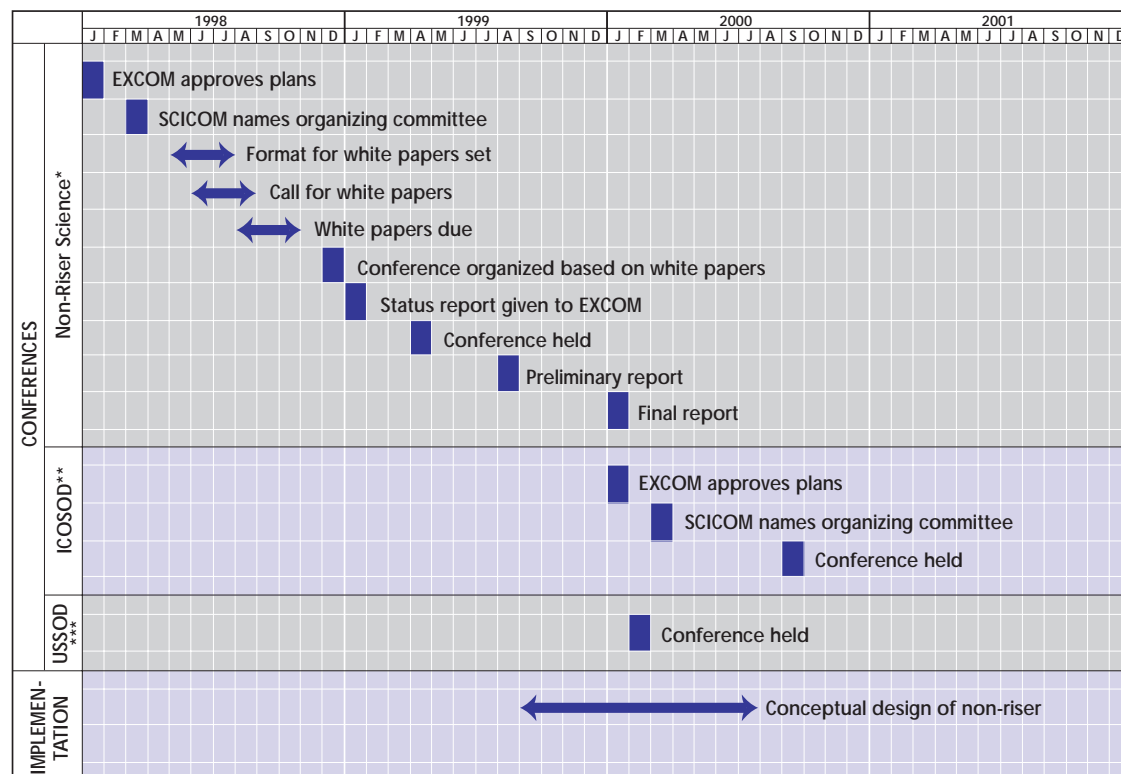 1998 1999 2000 2001
J F M A M J J A S O N D J F M A M J J A S O N D J F M A M J J A S O N D J F M A M J J A S O N D
CONFERENCES
Non-Riser Science*
EXCOM approves plans
SCICOM names organizing committee
Format for white papers set
Call for white papers
White papers due
Conference organized based on white papers
Status report given to EXCOM
Conference held
Preliminary report
Final report
ICOSOD**
EXCOM approves plans
SCICOM names organizing committee
Conference held
USSOD
***
Conference held
IMPLEMEN-
TATION
Conceptual design of non-riser